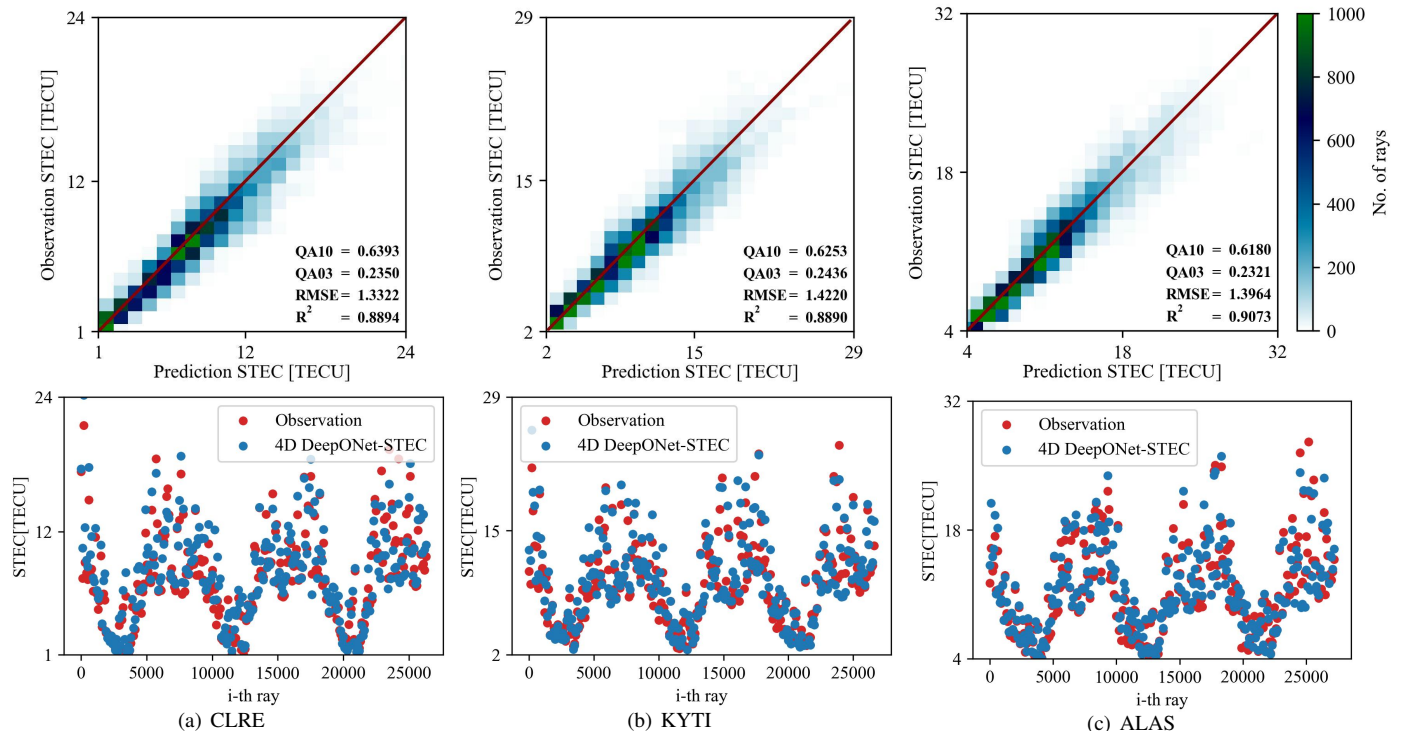 24
12
1
1
12
24
Observation STEC [TECU]
Prediction STEC [TECU]
QA10 = 0.6393
QA03 = 0.2350
RMSE = 1.3322
R² = 0.8894
29
15
2
2
15
29
Observation STEC [TECU]
Prediction STEC [TECU]
QA10 = 0.6253
QA03 = 0.2436
RMSE = 1.4220
R² = 0.8890
32
18
4
4
18
32
Observation STEC [TECU]
Prediction STEC [TECU]
QA10 = 0.6180
QA03 = 0.2321
RMSE = 1.3964
R² = 0.9073
1000
800
600
400
200
0
No. of rays
24
12
1
STEC[TECU]
Observation
4D DeepONet-STEC
0 5000 10000 15000 20000 25000
i-th ray
(a) CLRE
29
15
2
STEC[TECU]
Observation
4D DeepONet-STEC
0 5000 10000 15000 20000 25000
i-th ray
(b) KYTI
32
18
4
STEC[TECU]
Observation
4D DeepONet-STEC
0 5000 10000 15000 20000 25000
i-th ray
(c) ALAS